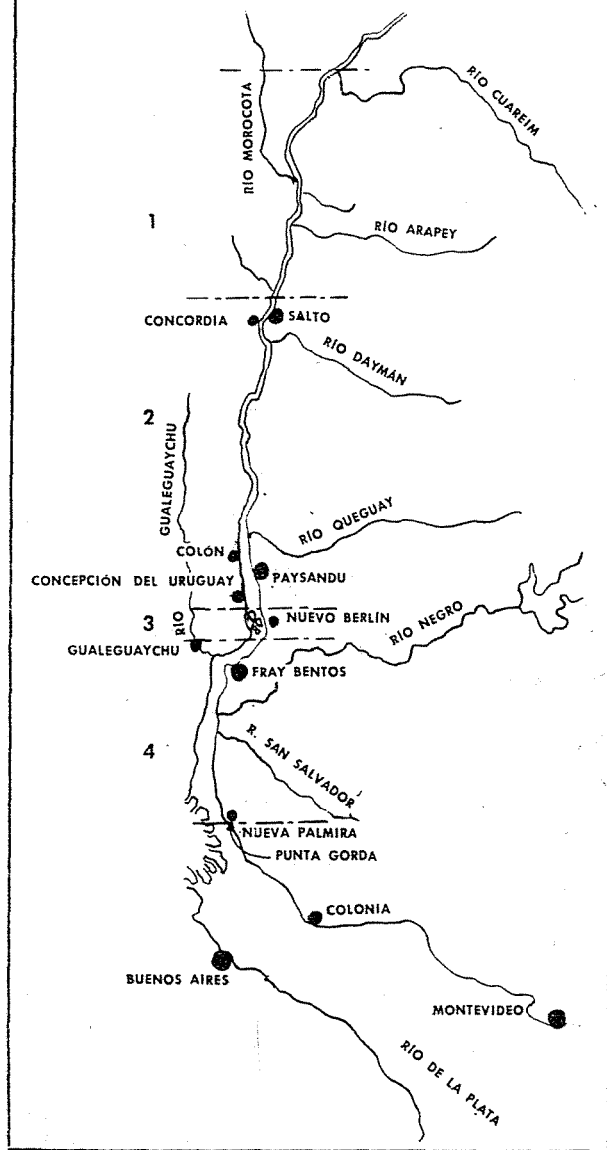 RÍO CUAREIM
RÍO MOROCOTA
1
RÍO ARAPEY
CONCORDIA
SALTO
RÍO DAYMÁN
2
GUALEGUAYCHU
RÍO
RÍO QUEGUAY
COLÓN
PAYSANDU
CONCEPCIÓN DEL URUGUAY
3
NUEVO BERLÍN
RÍO NEGRO
GUALEGUAYCHU
FRAY BENTOS
4
R. SAN SALVADOR
NUEVA PALMIRA
PUNTA GORDA
COLONIA
BUENOS AIRES
MONTEVIDEO
RÍO DE LA PLATA